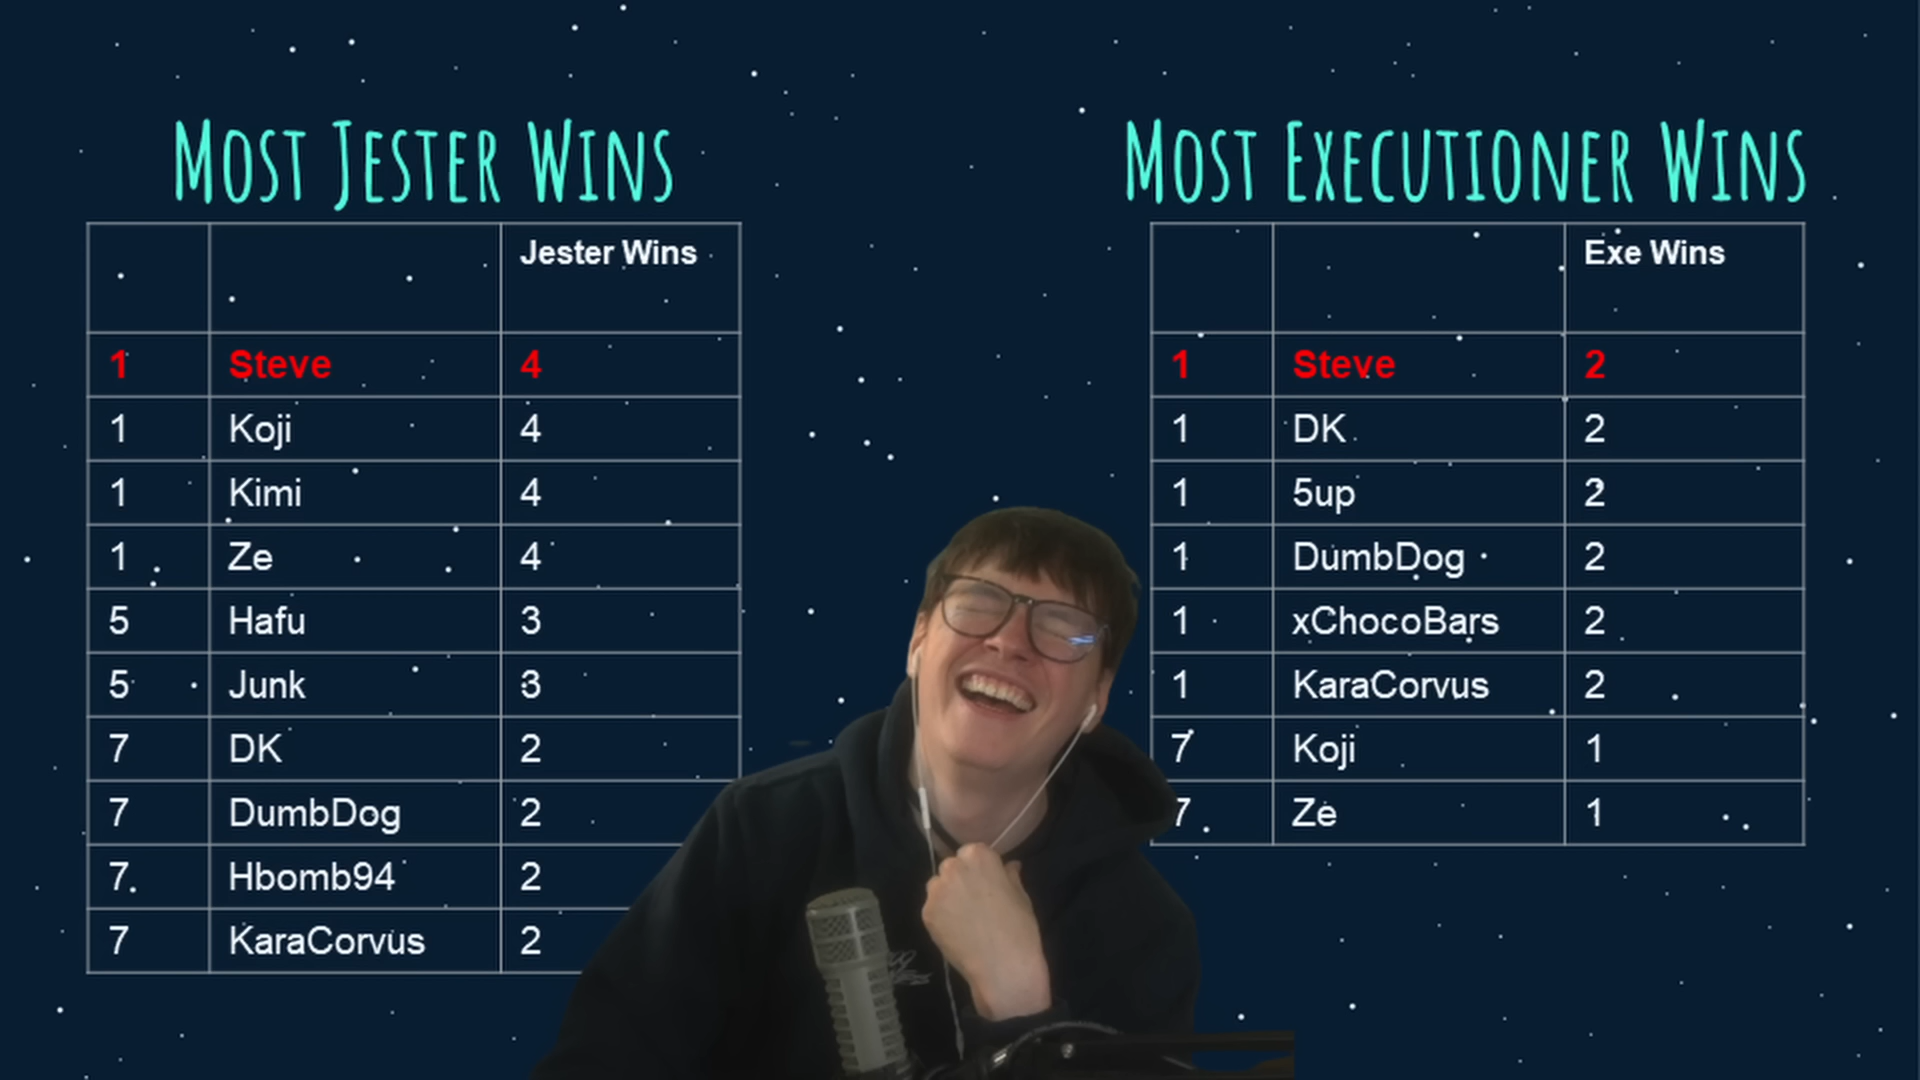 Most Jester Wins
Jester Wins
1 Steve 4
1 Koji 4
1 Kimi 4
1 Ze 4
5 Hafu 3
5 Junk 3
7 DK 2
7 DumbDog 2
7 Hbomb94 2
7 KaraCorvus 2
Most Executioner Wins
Exe Wins
1 Steve 2
1 DK 2
1 5up 2
1 DumbDog 2
1 xChocoBars 2
1 KaraCorvus 2
7 Koji 1
7 Ze 1